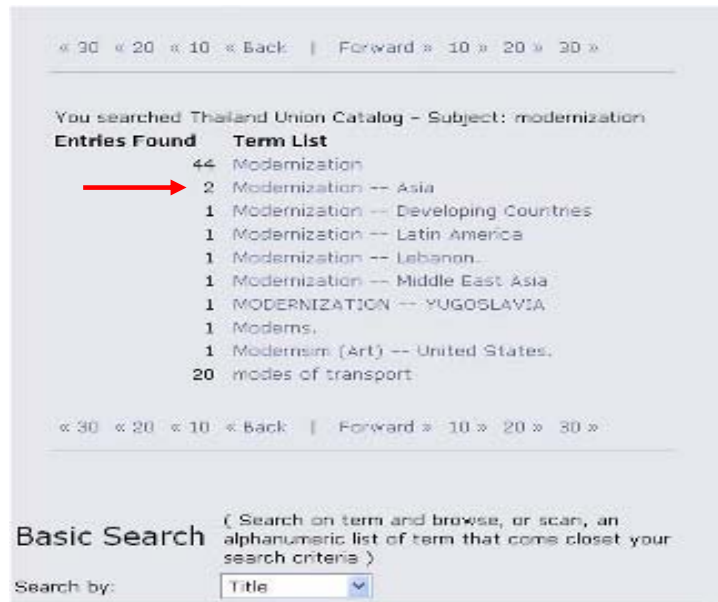 « 30 « 20 « 10 « Back | Forward » 10 » 20 » 30 »
You searched Thailand Union Catalog - Subject: modernization
Entries Found Term List
44 Modernization
2 Modernization -- Asia
1 Modernization -- Developing Countries
1 Modernization -- Latin America
1 Modernization -- Lebanon.
1 Modernization -- Middle East Asia
1 MODERNIZATION -- YUGOSLAVIA
1 Moderns.
1 Modernsim (Art) -- United States.
20 modes of transport
« 30 « 20 « 10 « Back | Forward » 10 » 20 » 30 »
Basic Search
( Search on term and browse, or scan, an
alphanumeric list of term that come closet your
search criteria )
Search by: Title